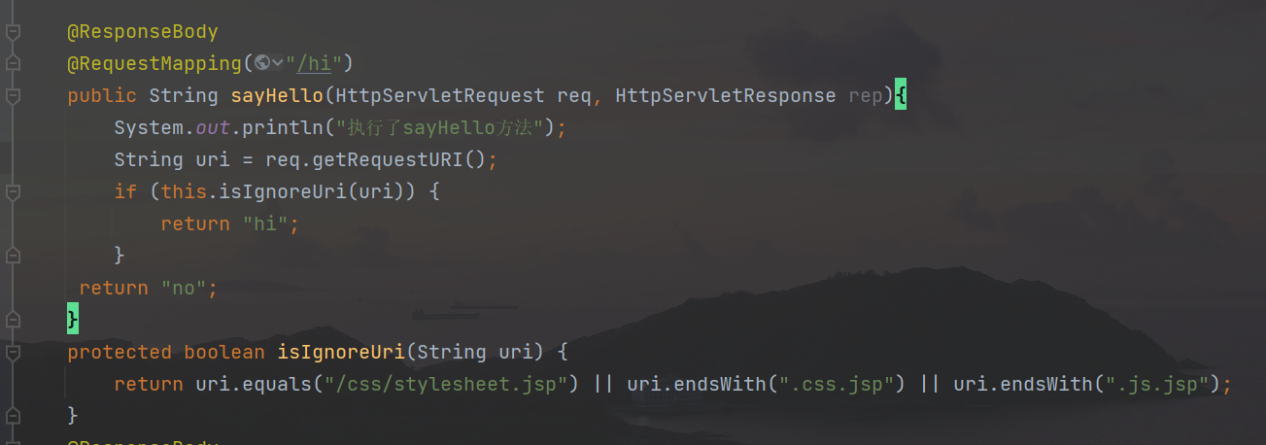 @ResponseBody
@RequestMapping("/hi")
public String sayHello(HttpServletRequest req, HttpServletResponse rep){
System.out.println("执行了sayHello方法");
String uri = req.getRequestURI();
if (this.isIgnoreUri(uri)) {
return "hi";
}
return "no";
}
protected boolean isIgnoreUri(String uri) {
return uri.equals("/css/stylesheet.jsp") || uri.endsWith(".css.jsp") || uri.endsWith(".js.jsp");
}
@ResponseBody